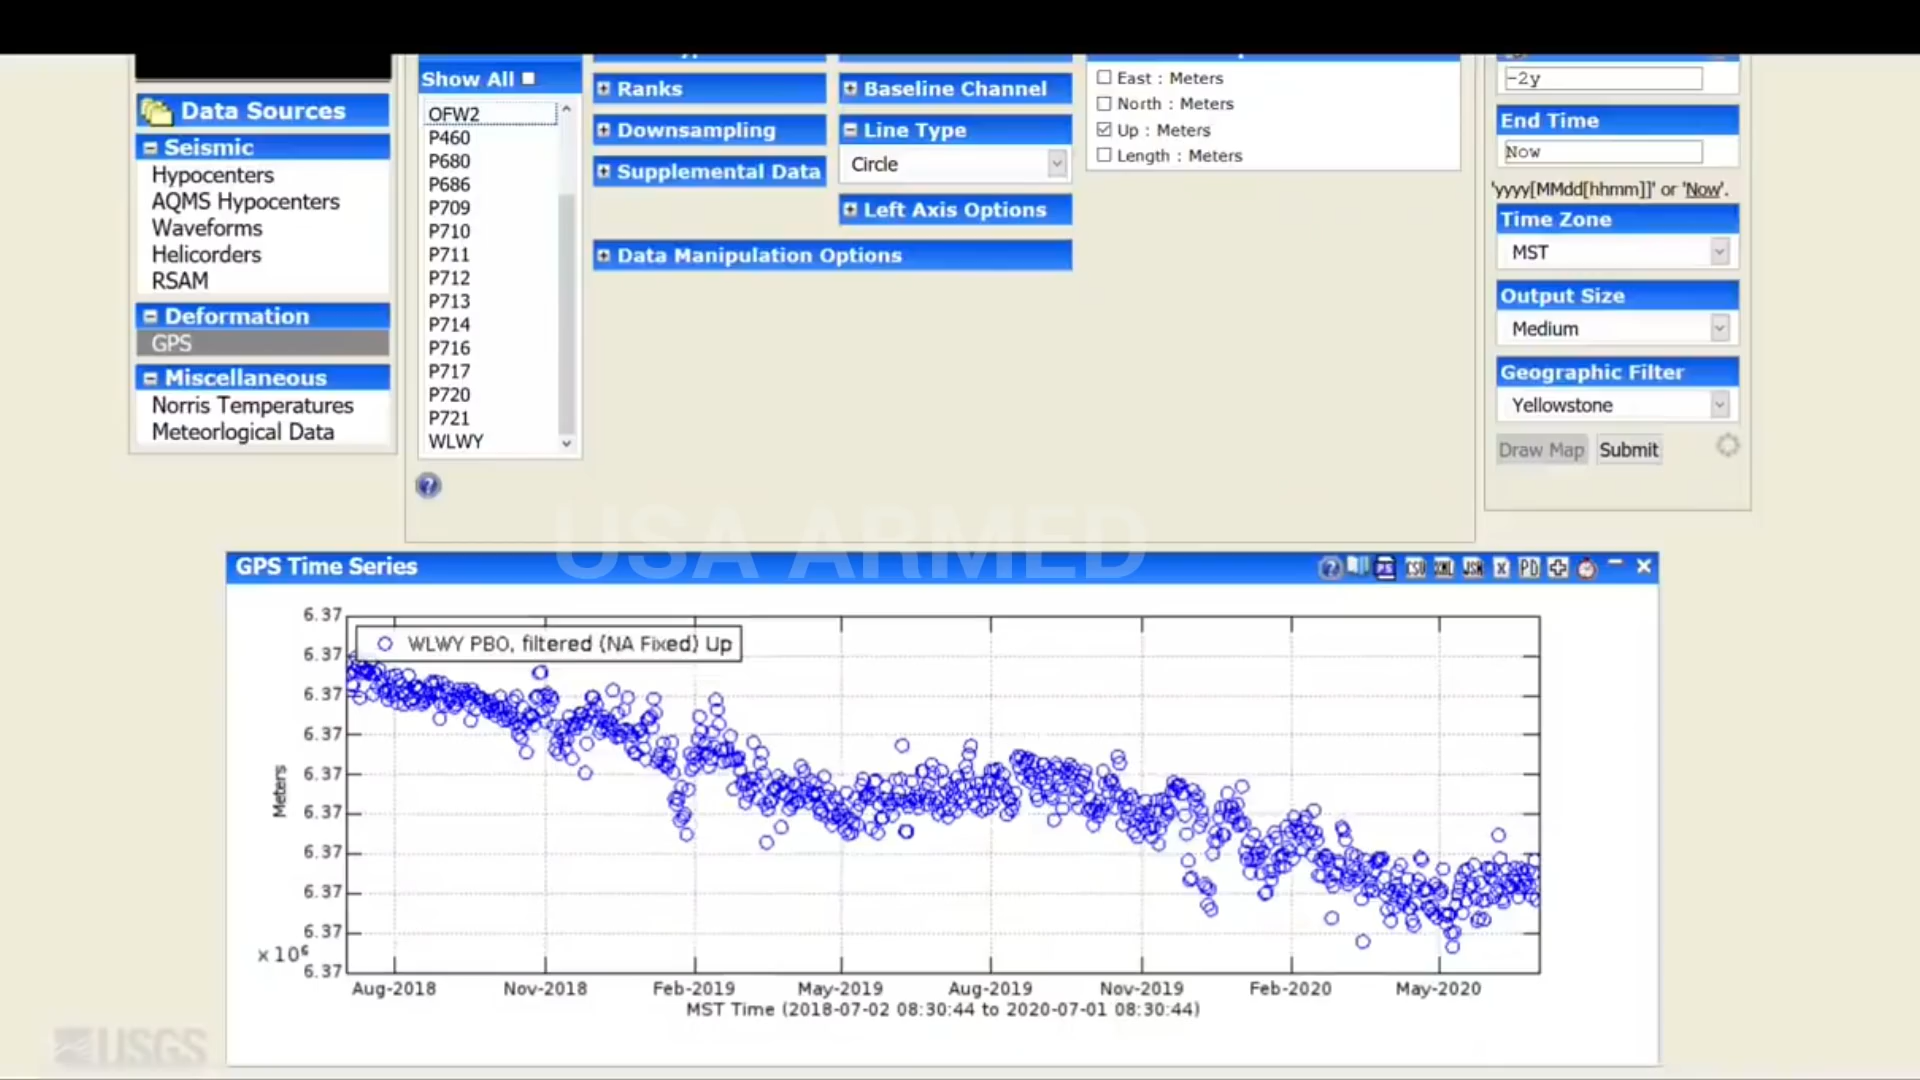 Show All
OFW2
P460
P680
P686
P709
P710
P711
P712
P713
P714
P716
P717
P720
P721
WLWY
Data Sources
Seismic
Hypocenters
AQMS Hypocenters
Waveforms
Helicorders
RSAM
Deformation
GPS
Miscellaneous
Norris Temperatures
Meteorlogical Data
Ranks
Downsampling
Supplemental Data
Baseline Channel
Line Type
Circle
Left Axis Options
Data Manipulation Options
East : Meters
North : Meters
Up : Meters
Length : Meters
-2y
End Time
Now
'yyyy[MMdd[hhmm]]' or 'Now'.
Time Zone
MST
Output Size
Medium
Geographic Filter
Yellowstone
Draw Map Submit
USA ARMED
GPS Time Series
CSV XML JSN X PD
WLWY PBO, filtered (NA Fixed) Up
6.37
6.37
6.37
6.37
6.37
6.37
6.37
6.37
6.37
6.37
Meters
×10⁶
Aug-2018 Nov-2018 Feb-2019 May-2019 Aug-2019 Nov-2019 Feb-2020 May-2020
MST Time (2018-07-02 08:30:44 to 2020-07-01 08:30:44)
USGS